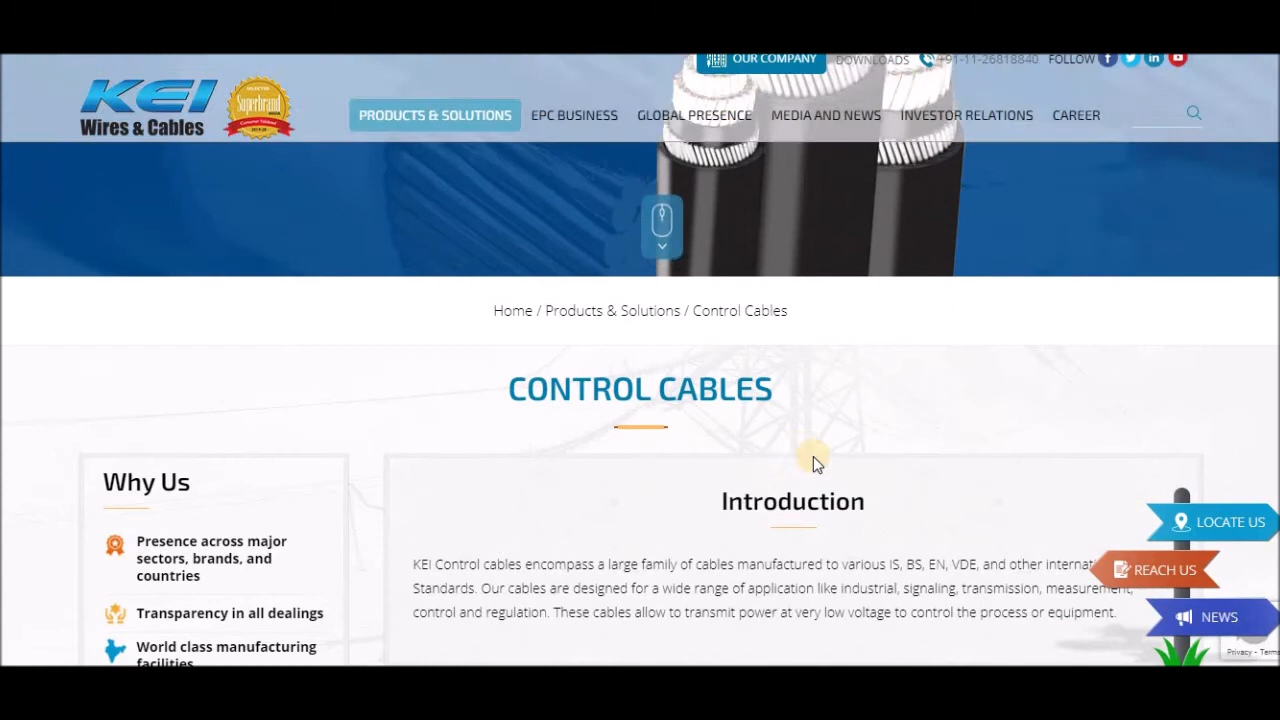 OUR COMPANY DOWNLOADS +91-11-26818840 FOLLOW
KEI
Wires & Cables
Superbrand
PRODUCTS & SOLUTIONS EPC BUSINESS GLOBAL PRESENCE MEDIA AND NEWS INVESTOR RELATIONS CAREER
Home / Products & Solutions / Control Cables
CONTROL CABLES
Why Us
Presence across major
sectors, brands, and
countries
Transparency in all dealings
World class manufacturing
facilities
Introduction
KEI Control cables encompass a large family of cables manufactured to various IS, BS, EN, VDE, and other internati
Standards. Our cables are designed for a wide range of application like industrial, signaling, transmission, measurement,
control and regulation. These cables allow to transmit power at very low voltage to control the process or equipment.
LOCATE US
REACH US
NEWS
Privacy - Terms